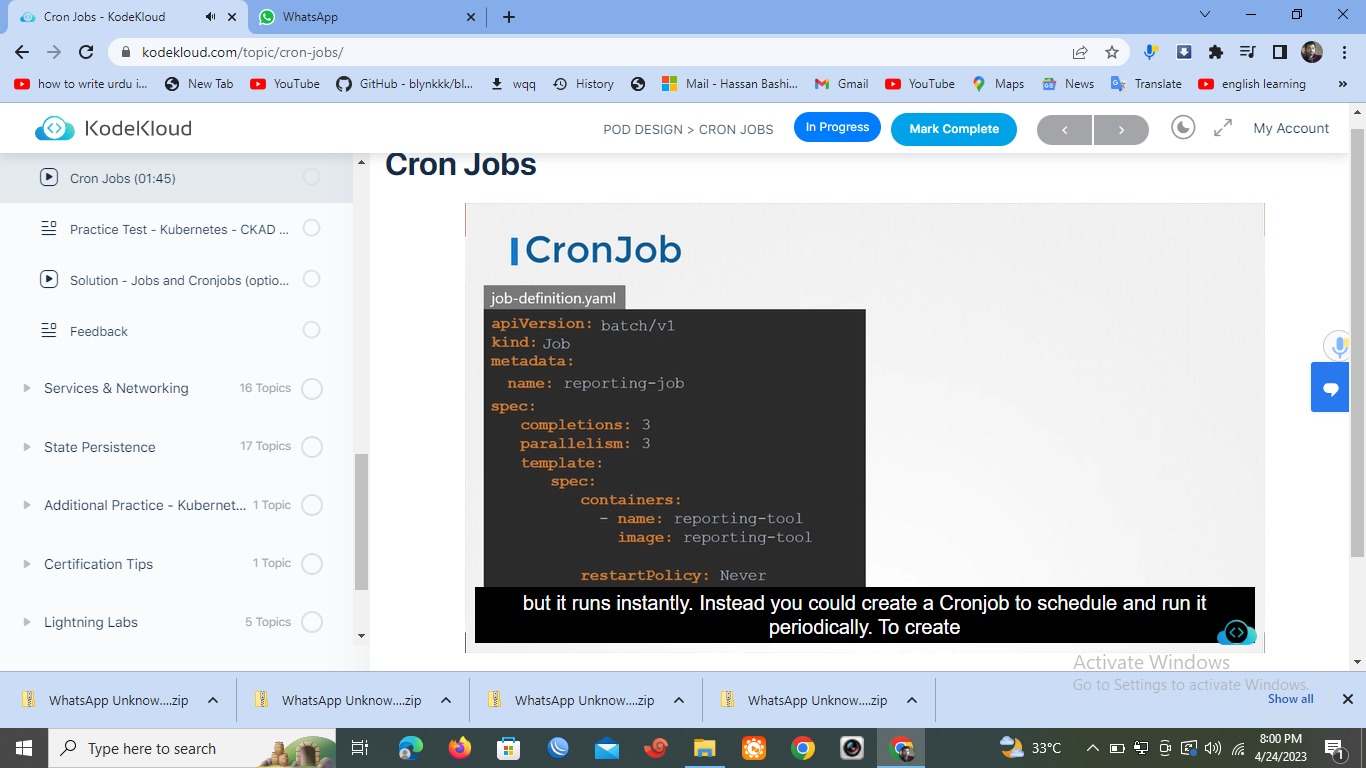 Cron Jobs - KodeKloud
WhatsApp
kodekloud.com/topic/cron-jobs/
how to write urdu i...
New Tab
YouTube
GitHub - blynkkk/bl...
wqq
History
Mail - Hassan Bashi...
Gmail
YouTube
Maps
News
Translate
english learning
»
KodeKloud
POD DESIGN > CRON JOBS
In Progress
Mark Complete
<
>
My Account
Cron Jobs (01:45)
Practice Test - Kubernetes - CKAD ...
Solution - Jobs and Cronjobs (optio...
Feedback
Services & Networking 16 Topics
State Persistence 17 Topics
Additional Practice - Kubernet... 1 Topic
Certification Tips 1 Topic
Lightning Labs 5 Topics
Cron Jobs
CronJob
job-definition.yaml
apiVersion: batch/v1
kind: Job
metadata:
name: reporting-job
spec:
completions: 3
parallelism: 3
template:
spec:
containers:
- name: reporting-tool
image: reporting-tool
restartPolicy: Never
but it runs instantly. Instead you could create a Cronjob to schedule and run it
periodically. To create
Activate Windows
Go to Settings to activate Windows.
WhatsApp Unknow....zip
WhatsApp Unknow....zip
WhatsApp Unknow....zip
WhatsApp Unknow....zip
Show all
Type here to search
33°C
8:00 PM
4/24/2023
1